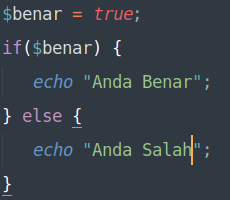 $benar = true;
if($benar) {
echo "Anda Benar";
} else {
echo "Anda Salah";
}